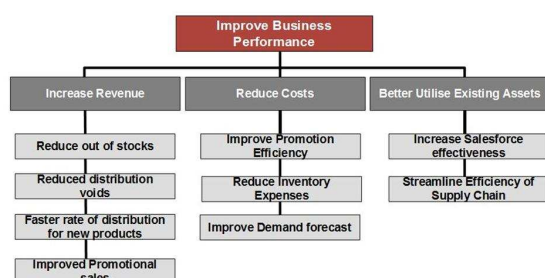 Improve Business
Performance
Increase Revenue
Reduce Costs
Better Utilise Existing Assets
Reduce out of stocks
Reduced distribution
voids
Faster rate of distribution
for new products
Improved Promotional
sales
Improve Promotion
Efficiency
Reduce Inventory
Expenses
Improve Demand forecast
Increase Salesforce
effectiveness
Streamline Efficiency of
Supply Chain